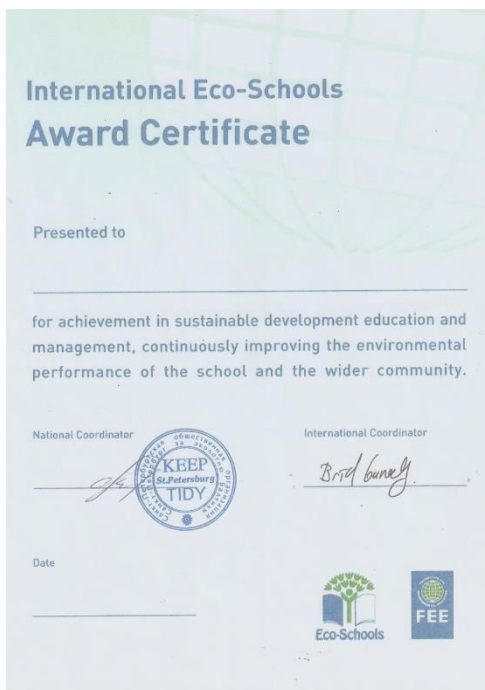 International Eco-Schools
Award Certificate
Presented to
for achievement in sustainable development education and
management, continuously improving the environmental
performance of the school and the wider community.
National Coordinator
International Coordinator
KEEP
St.Petersburg
TIDY
Date
Eco-Schools
FEE